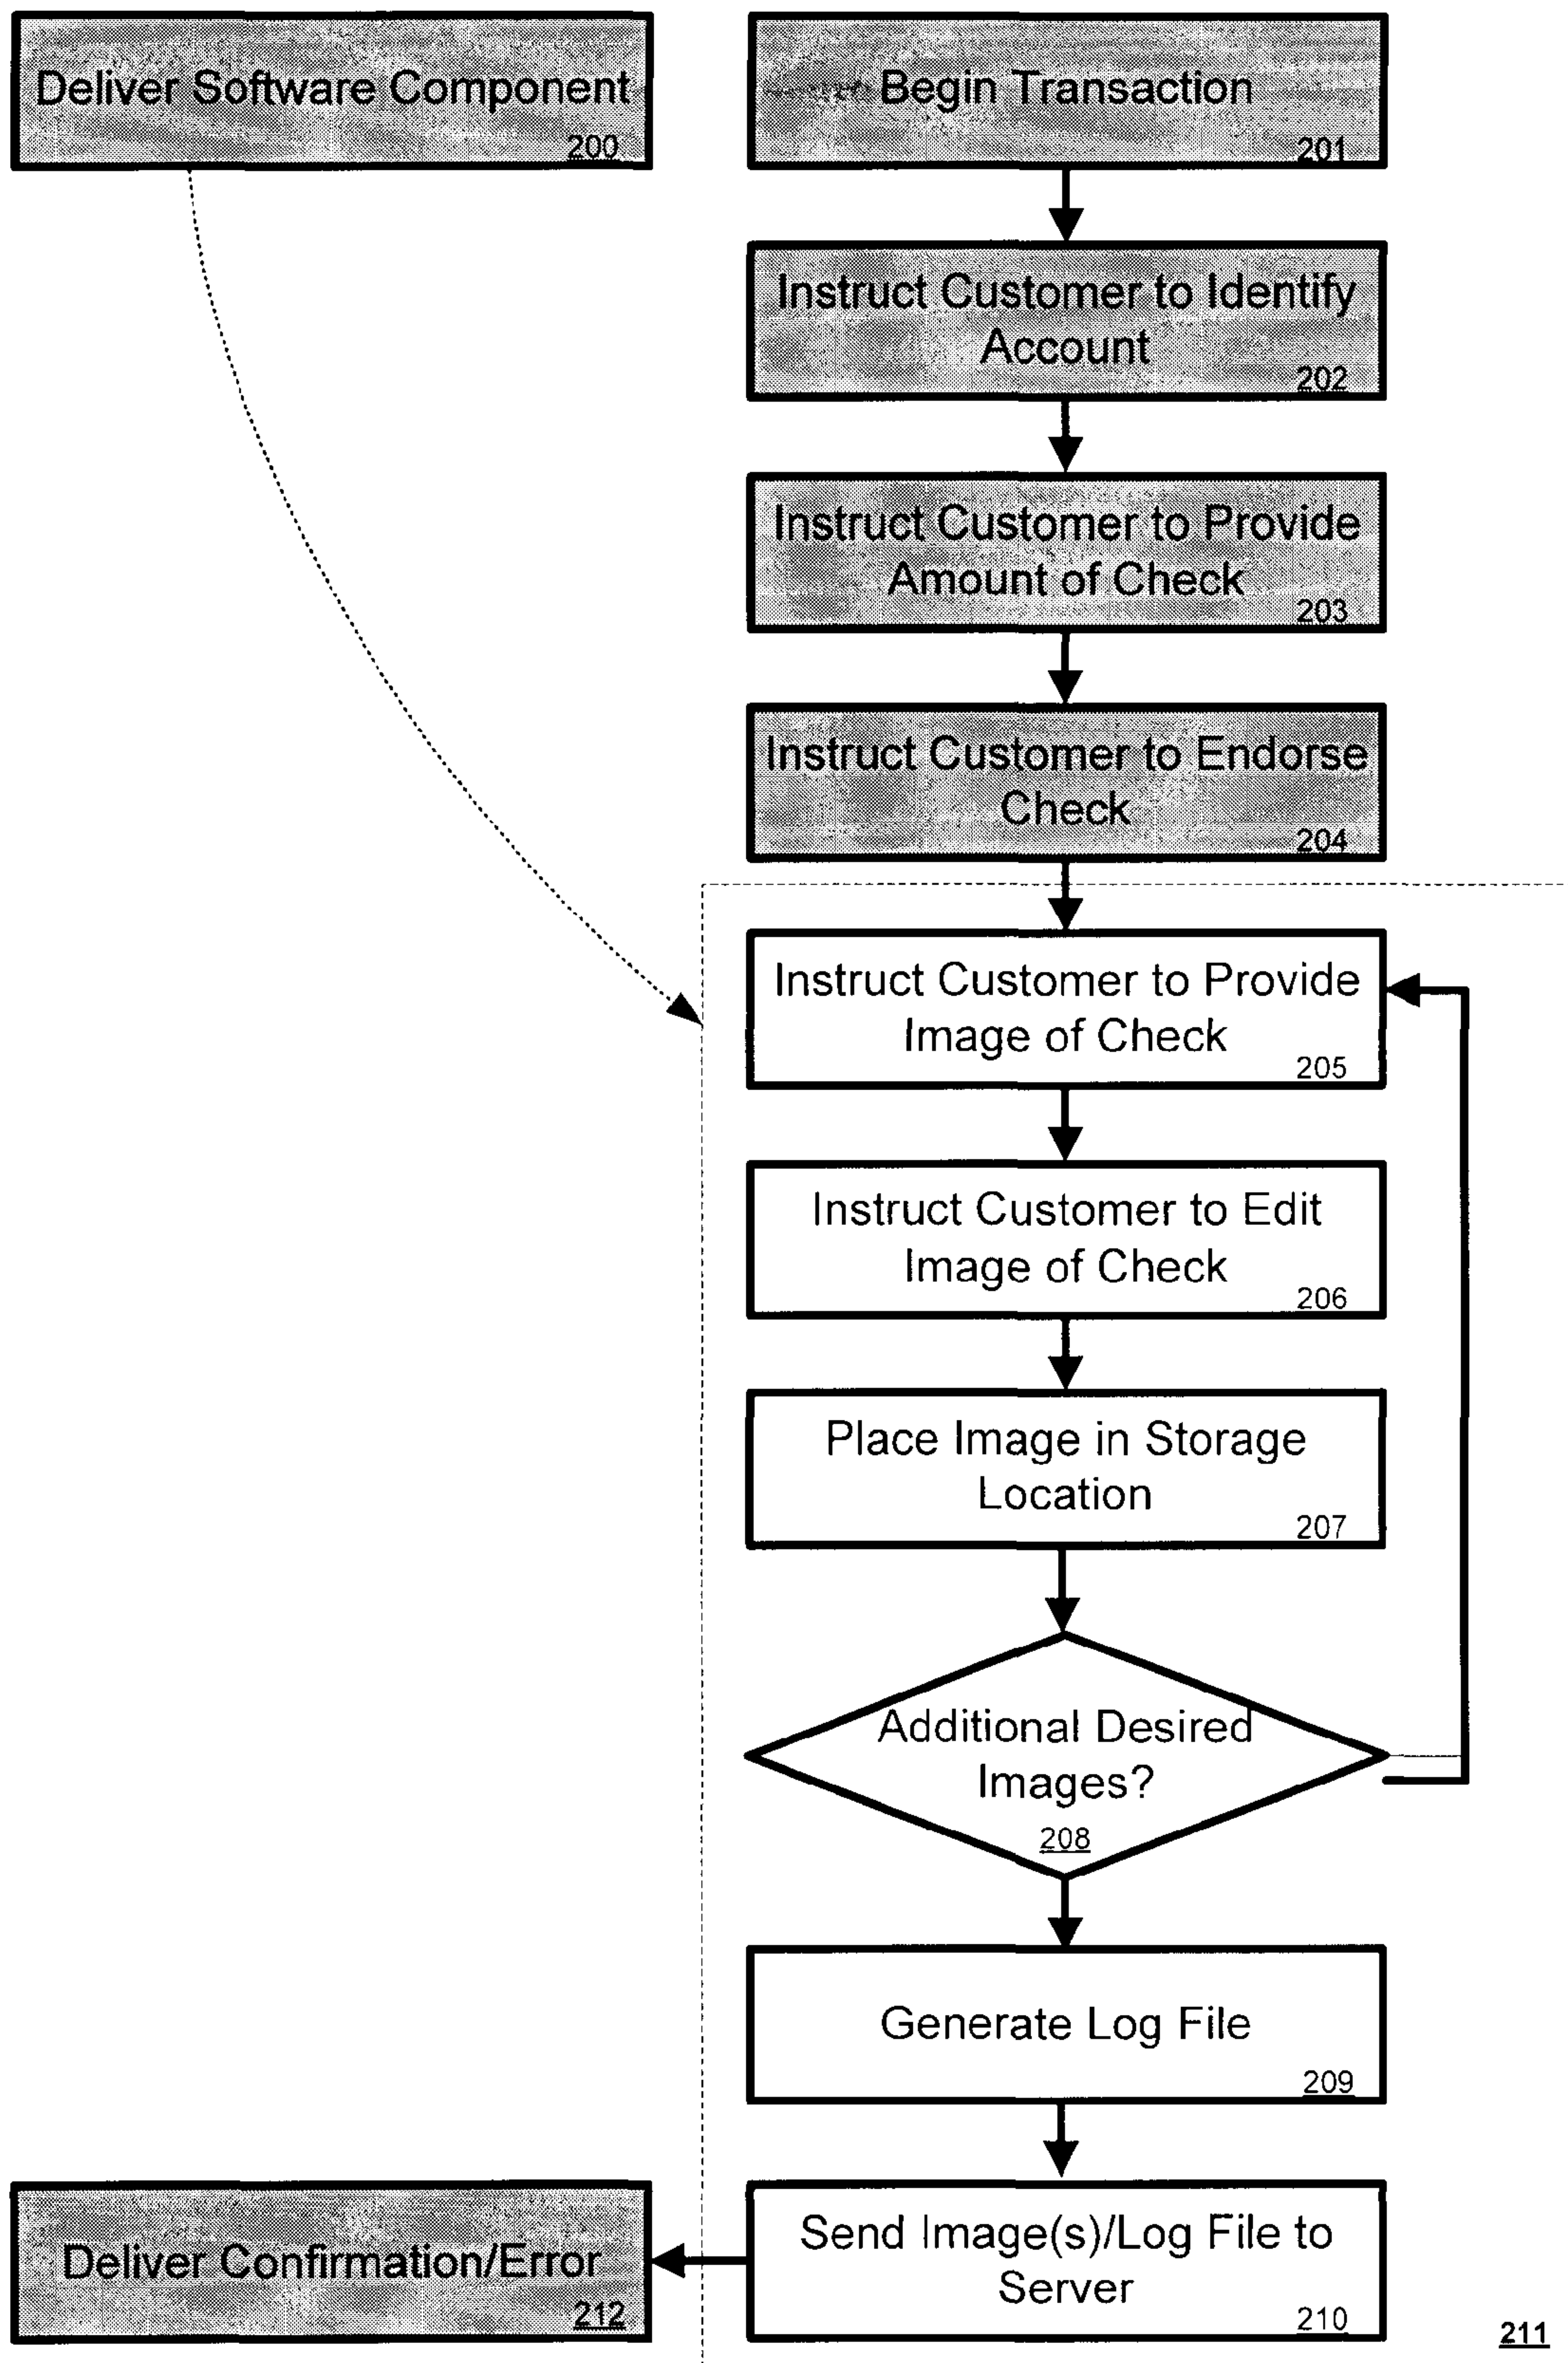 Deliver Software Component
200
Begin Transaction
201
Instruct Customer to Identify
Account
202
Instruct Customer to Provide
Amount of Check
203
Instruct Customer to Endorse
Check
204
Instruct Customer to Provide
Image of Check
205
Instruct Customer to Edit
Image of Check
206
Place Image in Storage
Location
207
Additional Desired
Images?
208
Generate Log File
209
Send Image(s)/Log File to
Server
210
Deliver Confirmation/Error
212
211